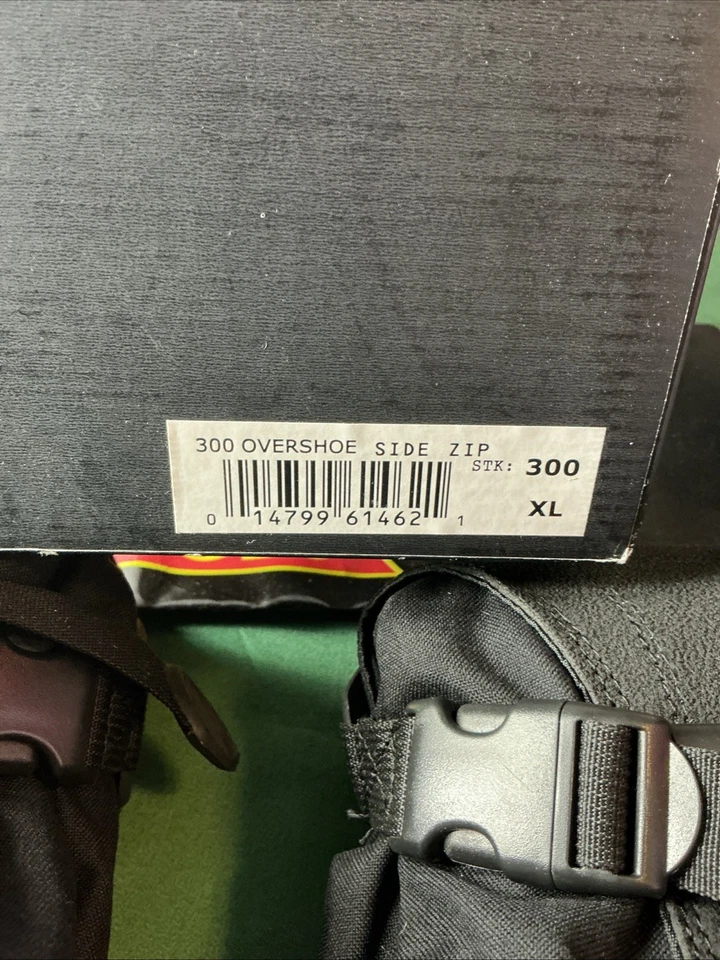 300 OVERSHOE SIDE ZIP
STK: 300
XL
0 14799 61462 1